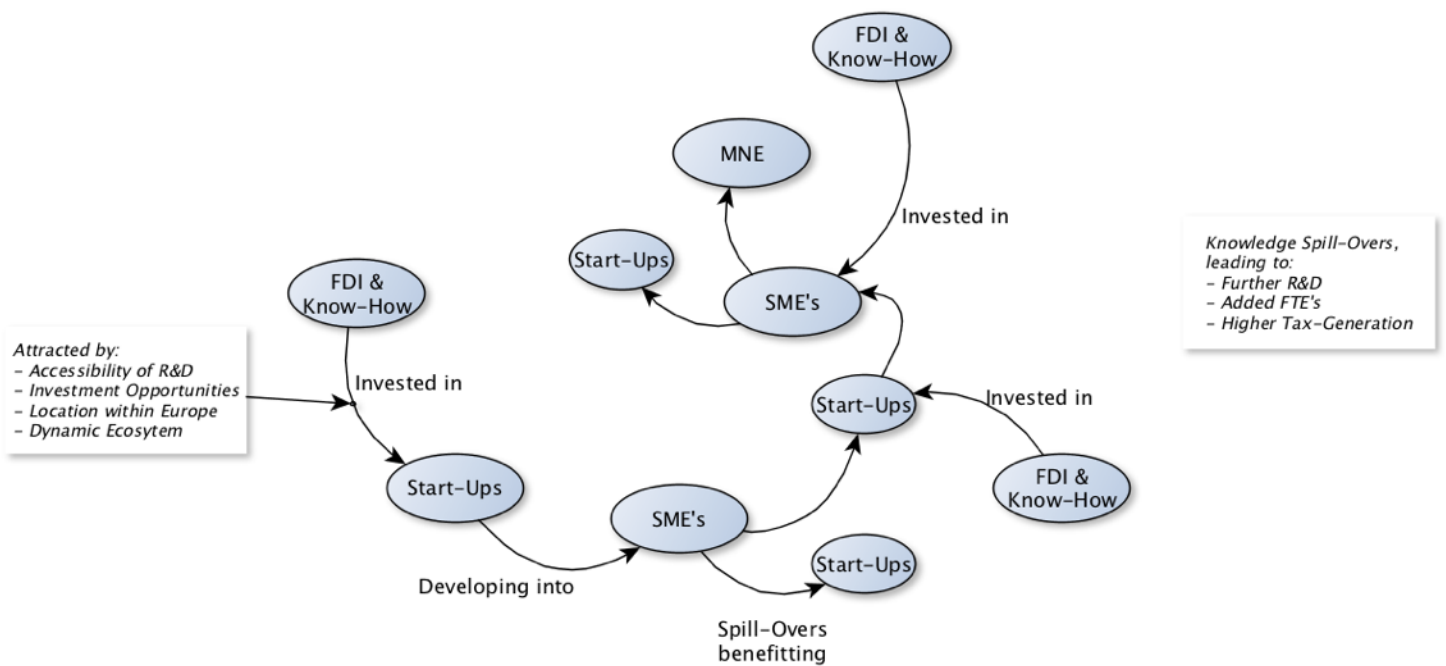 FDI &
Know-How
MNE
Invested in
Start-Ups
SME's
Knowledge Spill-Overs,
leading to:
- Further R&D
- Added FTE's
- Higher Tax-Generation
FDI &
Know-How
Attracted by:
- Accessibility of R&D
- Investment Opportunities
- Location within Europe
- Dynamic Ecosytem
Invested in
Start-Ups
Invested in
Start-Ups
SME's
FDI &
Know-How
Start-Ups
Developing into
Spill-Overs
benefitting